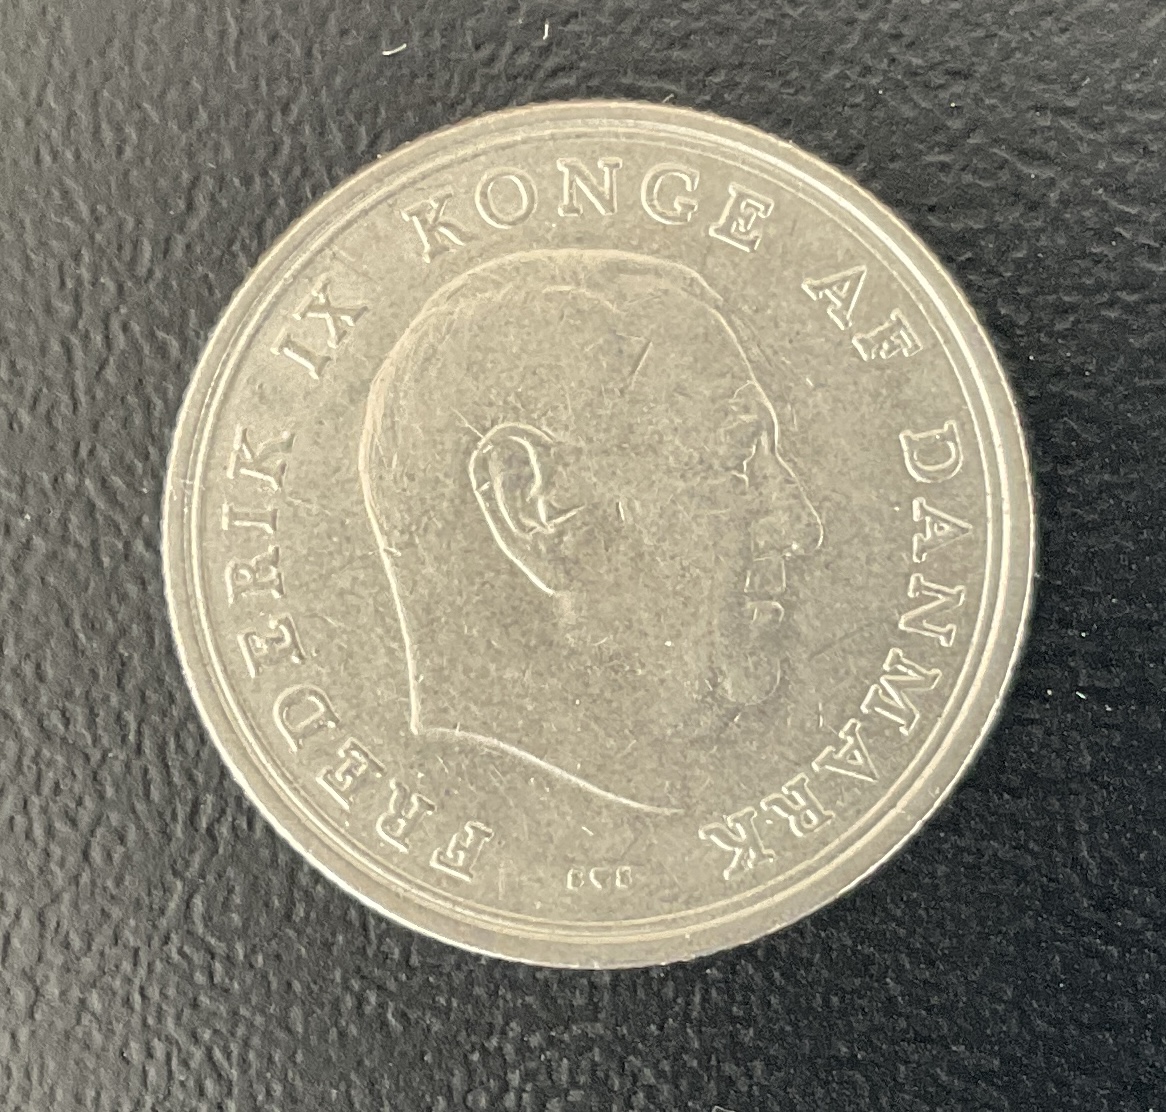 FREDERIK IX KONGE AF DANMARK